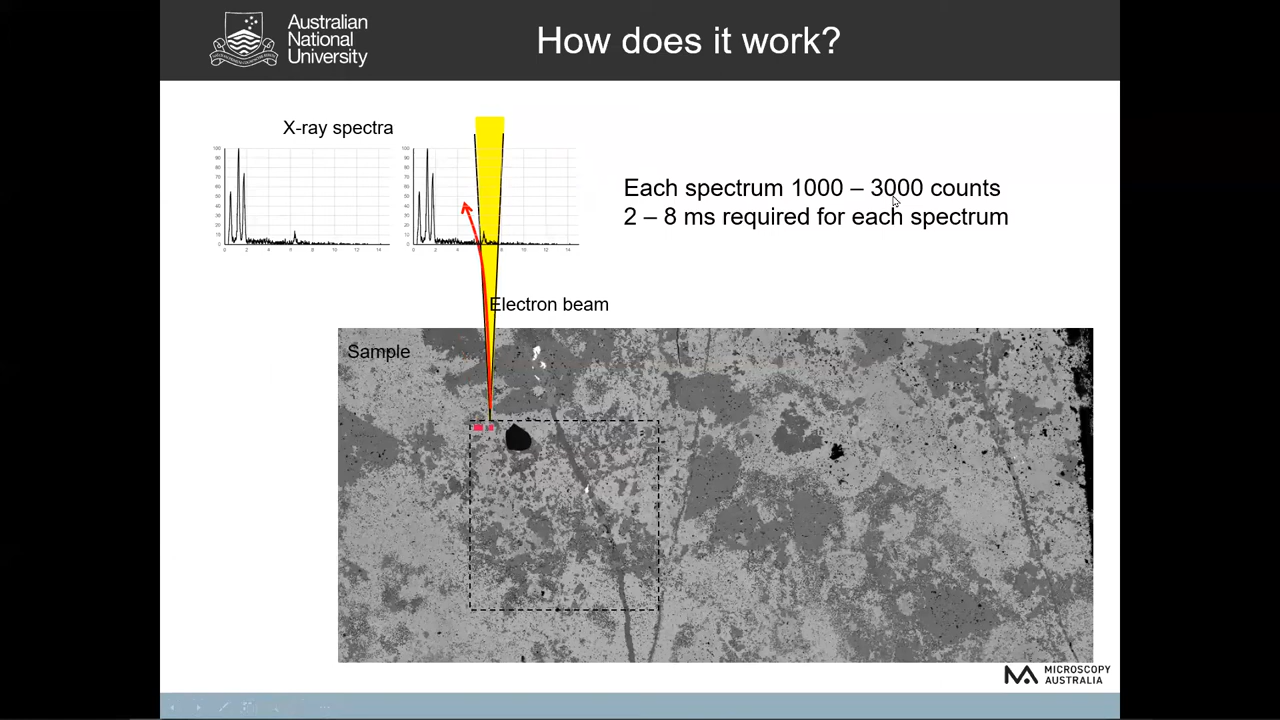 Australian
National
University
How does it work?
X-ray spectra
Each spectrum 1000 – 3000 counts
2 – 8 ms required for each spectrum
Electron beam
Sample
MICROSCOPY
AUSTRALIA